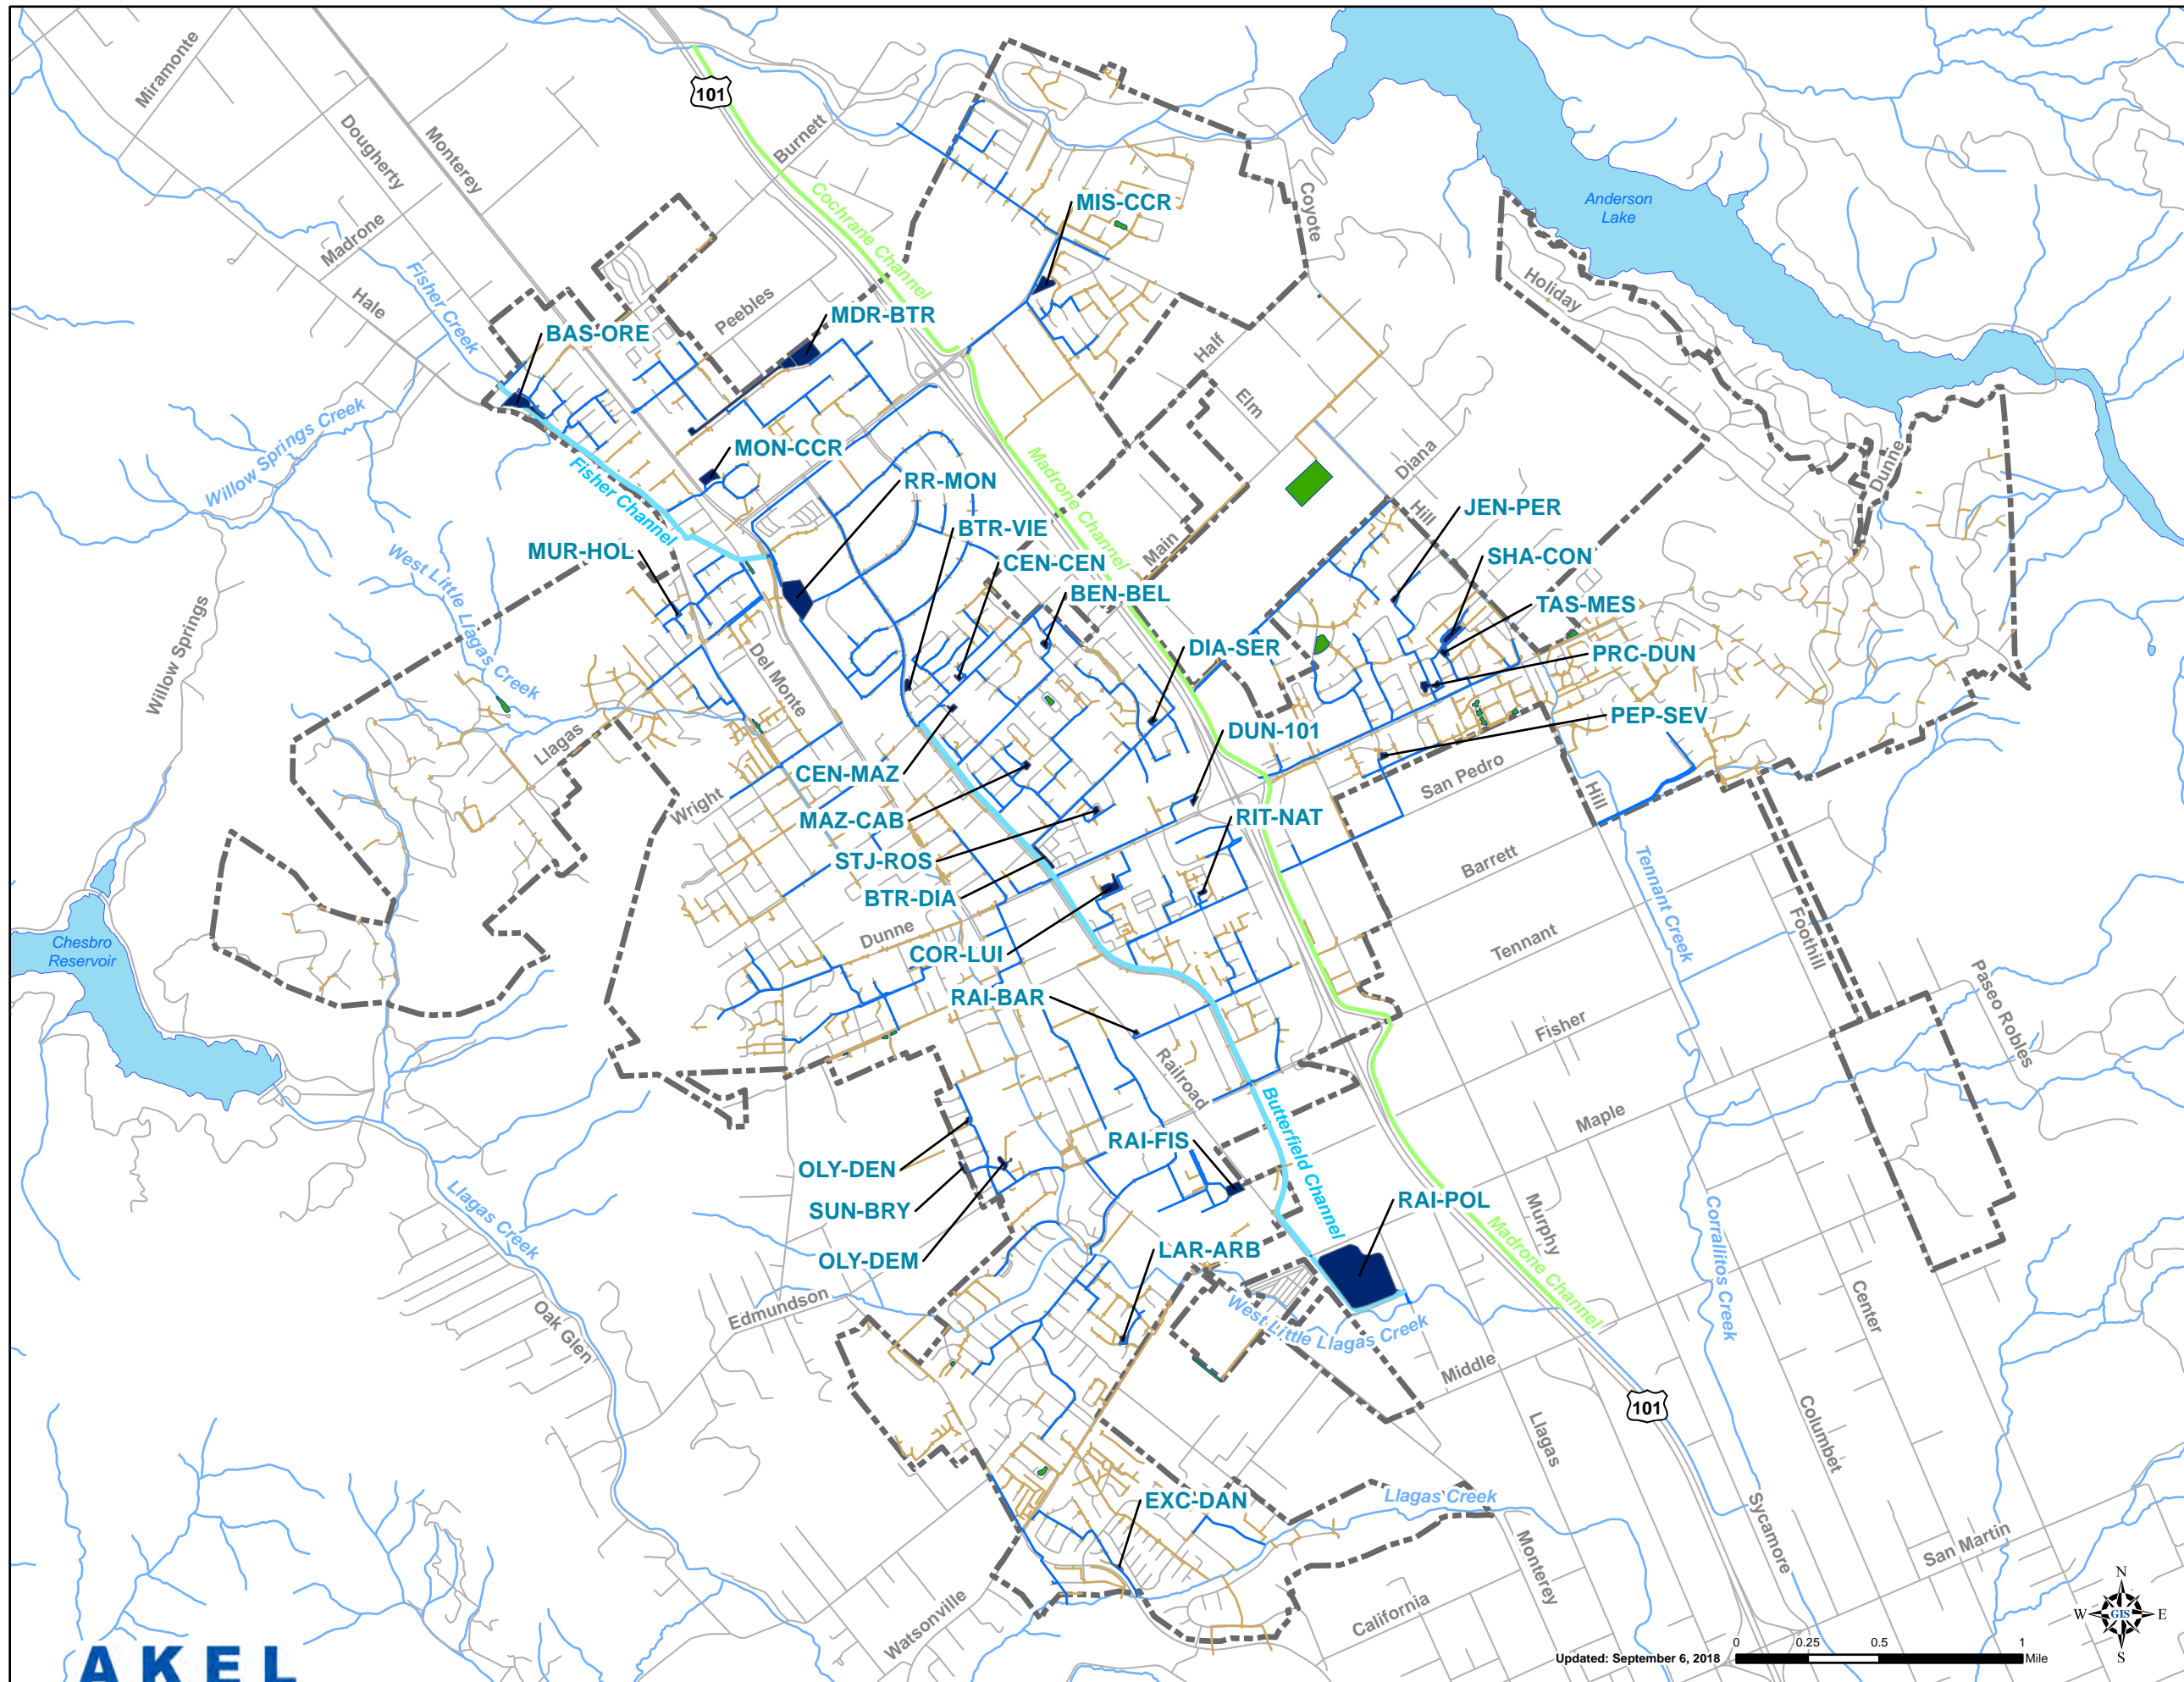 Miramonte
101
Dougherty
Monterey
Burnett
Cochrane Channel
MIS-CCR
Coyote
Anderson
Lake
Madrone
Fisher Creek
Hale
Peebles
MDR-BTR
Holiday
BAS-ORE
Half
Elm
Willow Springs Creek
MON-CCR
Fisher Channel
RR-MON
Madrone Channel
Diana
Hill
Dunne
JEN-PER
BTR-VIE
MUR-HOL
CEN-CEN
Main
SHA-CON
West Little Llagas Creek
BEN-BEL
TAS-MES
Willow Springs
Del Monte
DIA-SER
PRC-DUN
PEP-SEV
DUN-101
Llagas
CEN-MAZ
San Pedro
Hill
Wright
MAZ-CAB
RIT-NAT
STJ-ROS
Barrett
BTR-DIA
Tennant Creek
Dunne
COR-LUI
Tennant
Foothill
Chesbro
Reservoir
RAI-BAR
Fisher
Paseo Robles
Railroad
Maple
Butterfield Channel
RAI-FIS
OLY-DEN
SUN-BRY
RAI-POL
Murphy
Llagas Creek
OLY-DEM
LAR-ARB
Madrone Channel
Corrallitos Creek
Edmundson
Oak Glen
West Little Llagas Creek
Center
Middle
101
Llagas
Columbet
EXC-DAN
Llagas Creek
Sycamore
San Martin
Monterey
Watsonville
California
N
W GIS E
S
0 0.25 0.5 1
Updated: September 6, 2018 Mile
AKEL